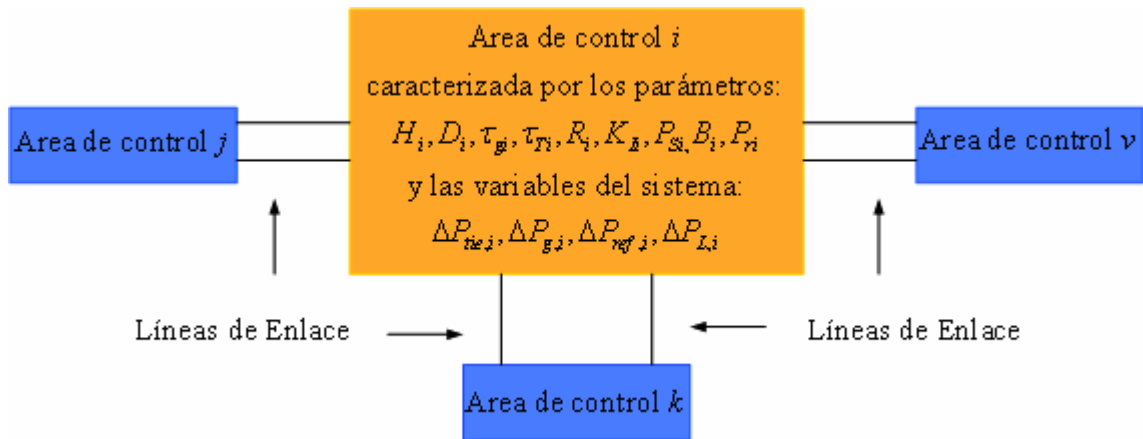 Area de control i
caracterizada por los parámetros:
H_i, D_i, τ_gi, τ_Ti, R_i, K_Ii, P_Si, B_i, P_ri
y las variables del sistema:
ΔP_tie,i, ΔP_g,i, ΔP_ref,i, ΔP_L,i
Area de control j
Area de control v
Líneas de Enlace
Líneas de Enlace
Area de control k